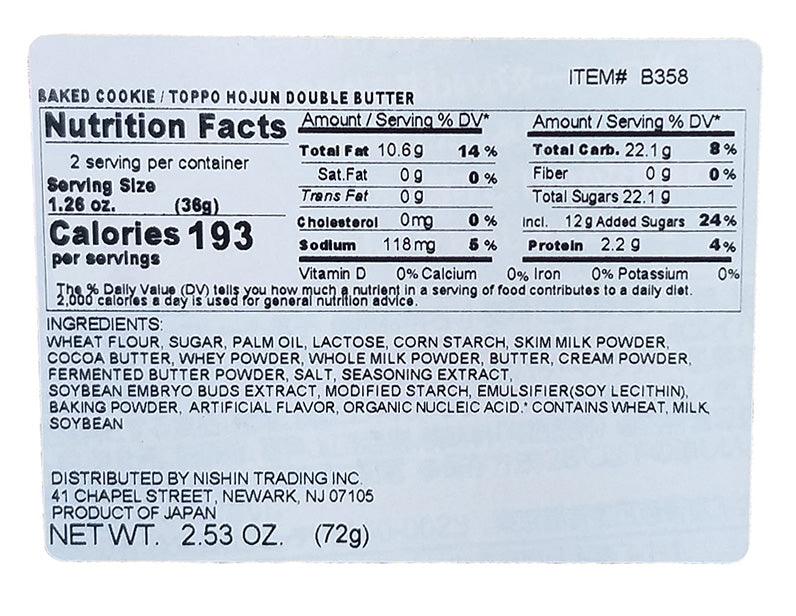 ITEM# B358
BAKED COOKIE / TOPPO HOJUN DOUBLE BUTTER
Nutrition Facts
2 serving per container
Serving Size
1.26 oz. (36g)
Calories 193
per servings
Amount / Serving % DV*
Total Fat 10.6g 14%
Sat.Fat 0g 0%
Trans Fat 0g
Cholesterol 0mg 0%
Sodium 118mg 5%
Amount / Serving % DV*
Total Carb. 22.1g 8%
Fiber 0g 0%
Total Sugars 22.1g
incl. 12g Added Sugars 24%
Protein 2.2g 4%
Vitamin D 0% Calcium 0% Iron 0% Potassium 0%
The % Daily Value (DV) tells you how much a nutrient in a serving of food contributes to a daily diet.
2,000 calories a day is used for general nutrition advice.
INGREDIENTS:
WHEAT FLOUR, SUGAR, PALM OIL, LACTOSE, CORN STARCH, SKIM MILK POWDER,
COCOA BUTTER, WHEY POWDER, WHOLE MILK POWDER, BUTTER, CREAM POWDER,
FERMENTED BUTTER POWDER, SALT, SEASONING EXTRACT,
SOYBEAN EMBRYO BUDS EXTRACT, MODIFIED STARCH, EMULSIFIER(SOY LECITHIN),
BAKING POWDER, ARTIFICIAL FLAVOR, ORGANIC NUCLEIC ACID.* CONTAINS WHEAT, MILK,
SOYBEAN
DISTRIBUTED BY NISHIN TRADING INC.
41 CHAPEL STREET, NEWARK, NJ 07105
PRODUCT OF JAPAN
NET WT. 2.53 OZ. (72g)